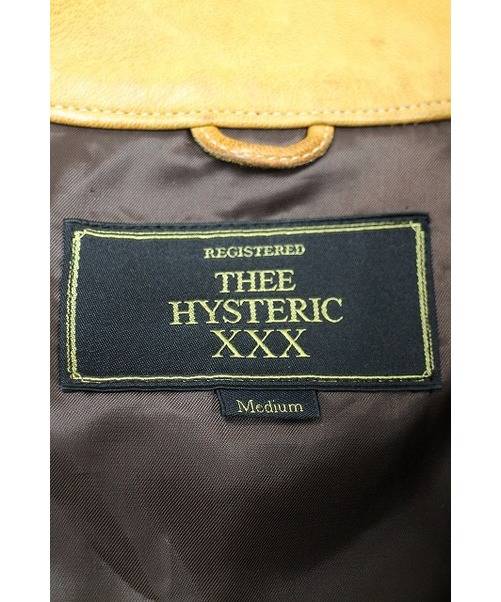 REGISTERED
THEE
HYSTERIC
XXX
Medium